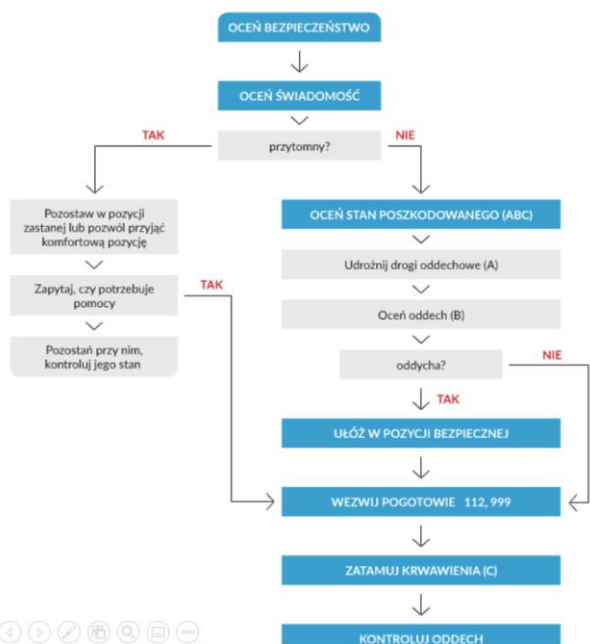 OCEŃ BEZPIECZEŃSTWO
OCEŃ ŚWIADOMOŚĆ
TAK
przytomny?
NIE
Pozostaw w pozycji
zastanej lub pozwól przyjąć
komfortową pozycję
Zapytaj, czy potrzebuje
pomocy
TAK
Pozostań przy nim,
kontroluj jego stan
OCEŃ STAN POSZKODOWANEGO (ABC)
Udrożnij drogi oddechowe (A)
Oceń oddech (B)
oddycha?
NIE
TAK
UŁÓŻ W POZYCJI BEZPIECZNEJ
WEZWIJ POGOTOWIE 112, 999
ZATAMUJ KRWAWIENIA (C)
KONTROLUJ ODDECH